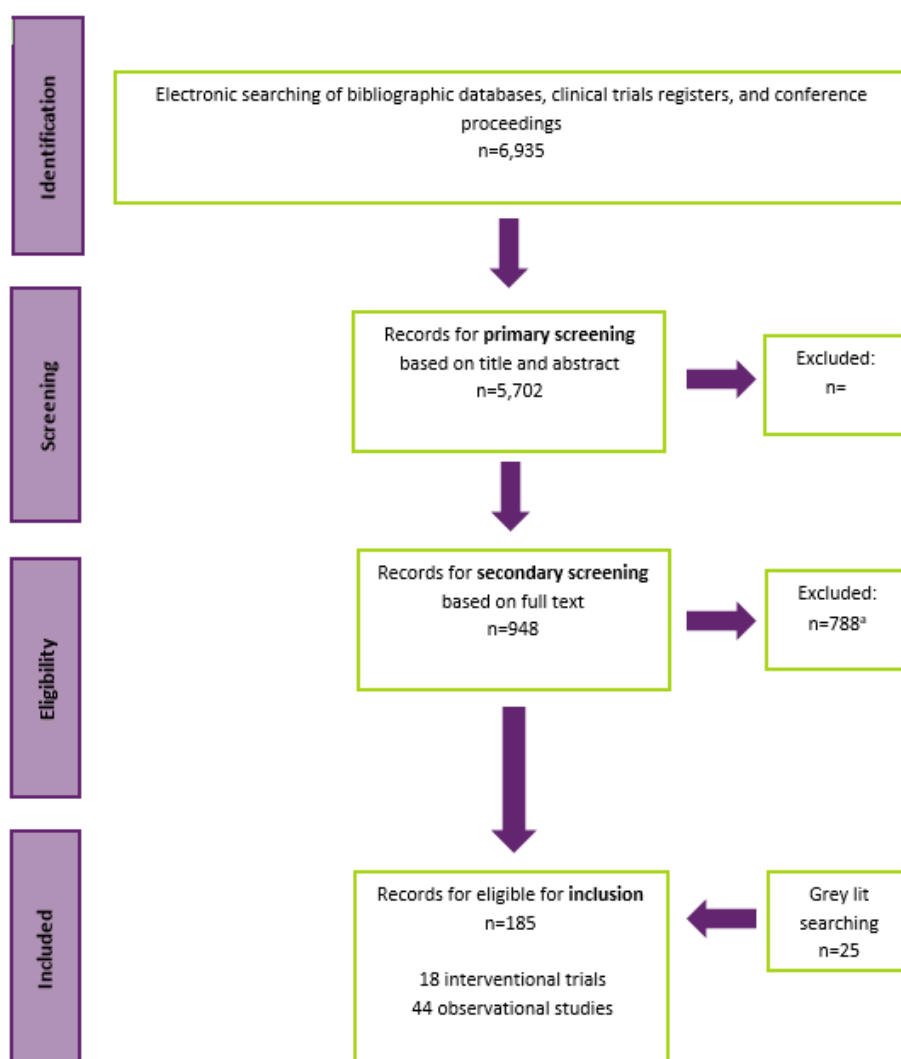 Identification
Electronic searching of bibliographic databases, clinical trials registers, and conference
proceedings
n=6,935
Screening
Records for primary screening
based on title and abstract
n=5,702
Excluded:
n=
Eligibility
Records for secondary screening
based on full text
n=948
Excluded:
n=788ᵃ
Included
Records for eligible for inclusion
n=185
18 interventional trials
44 observational studies
Grey lit
searching
n=25